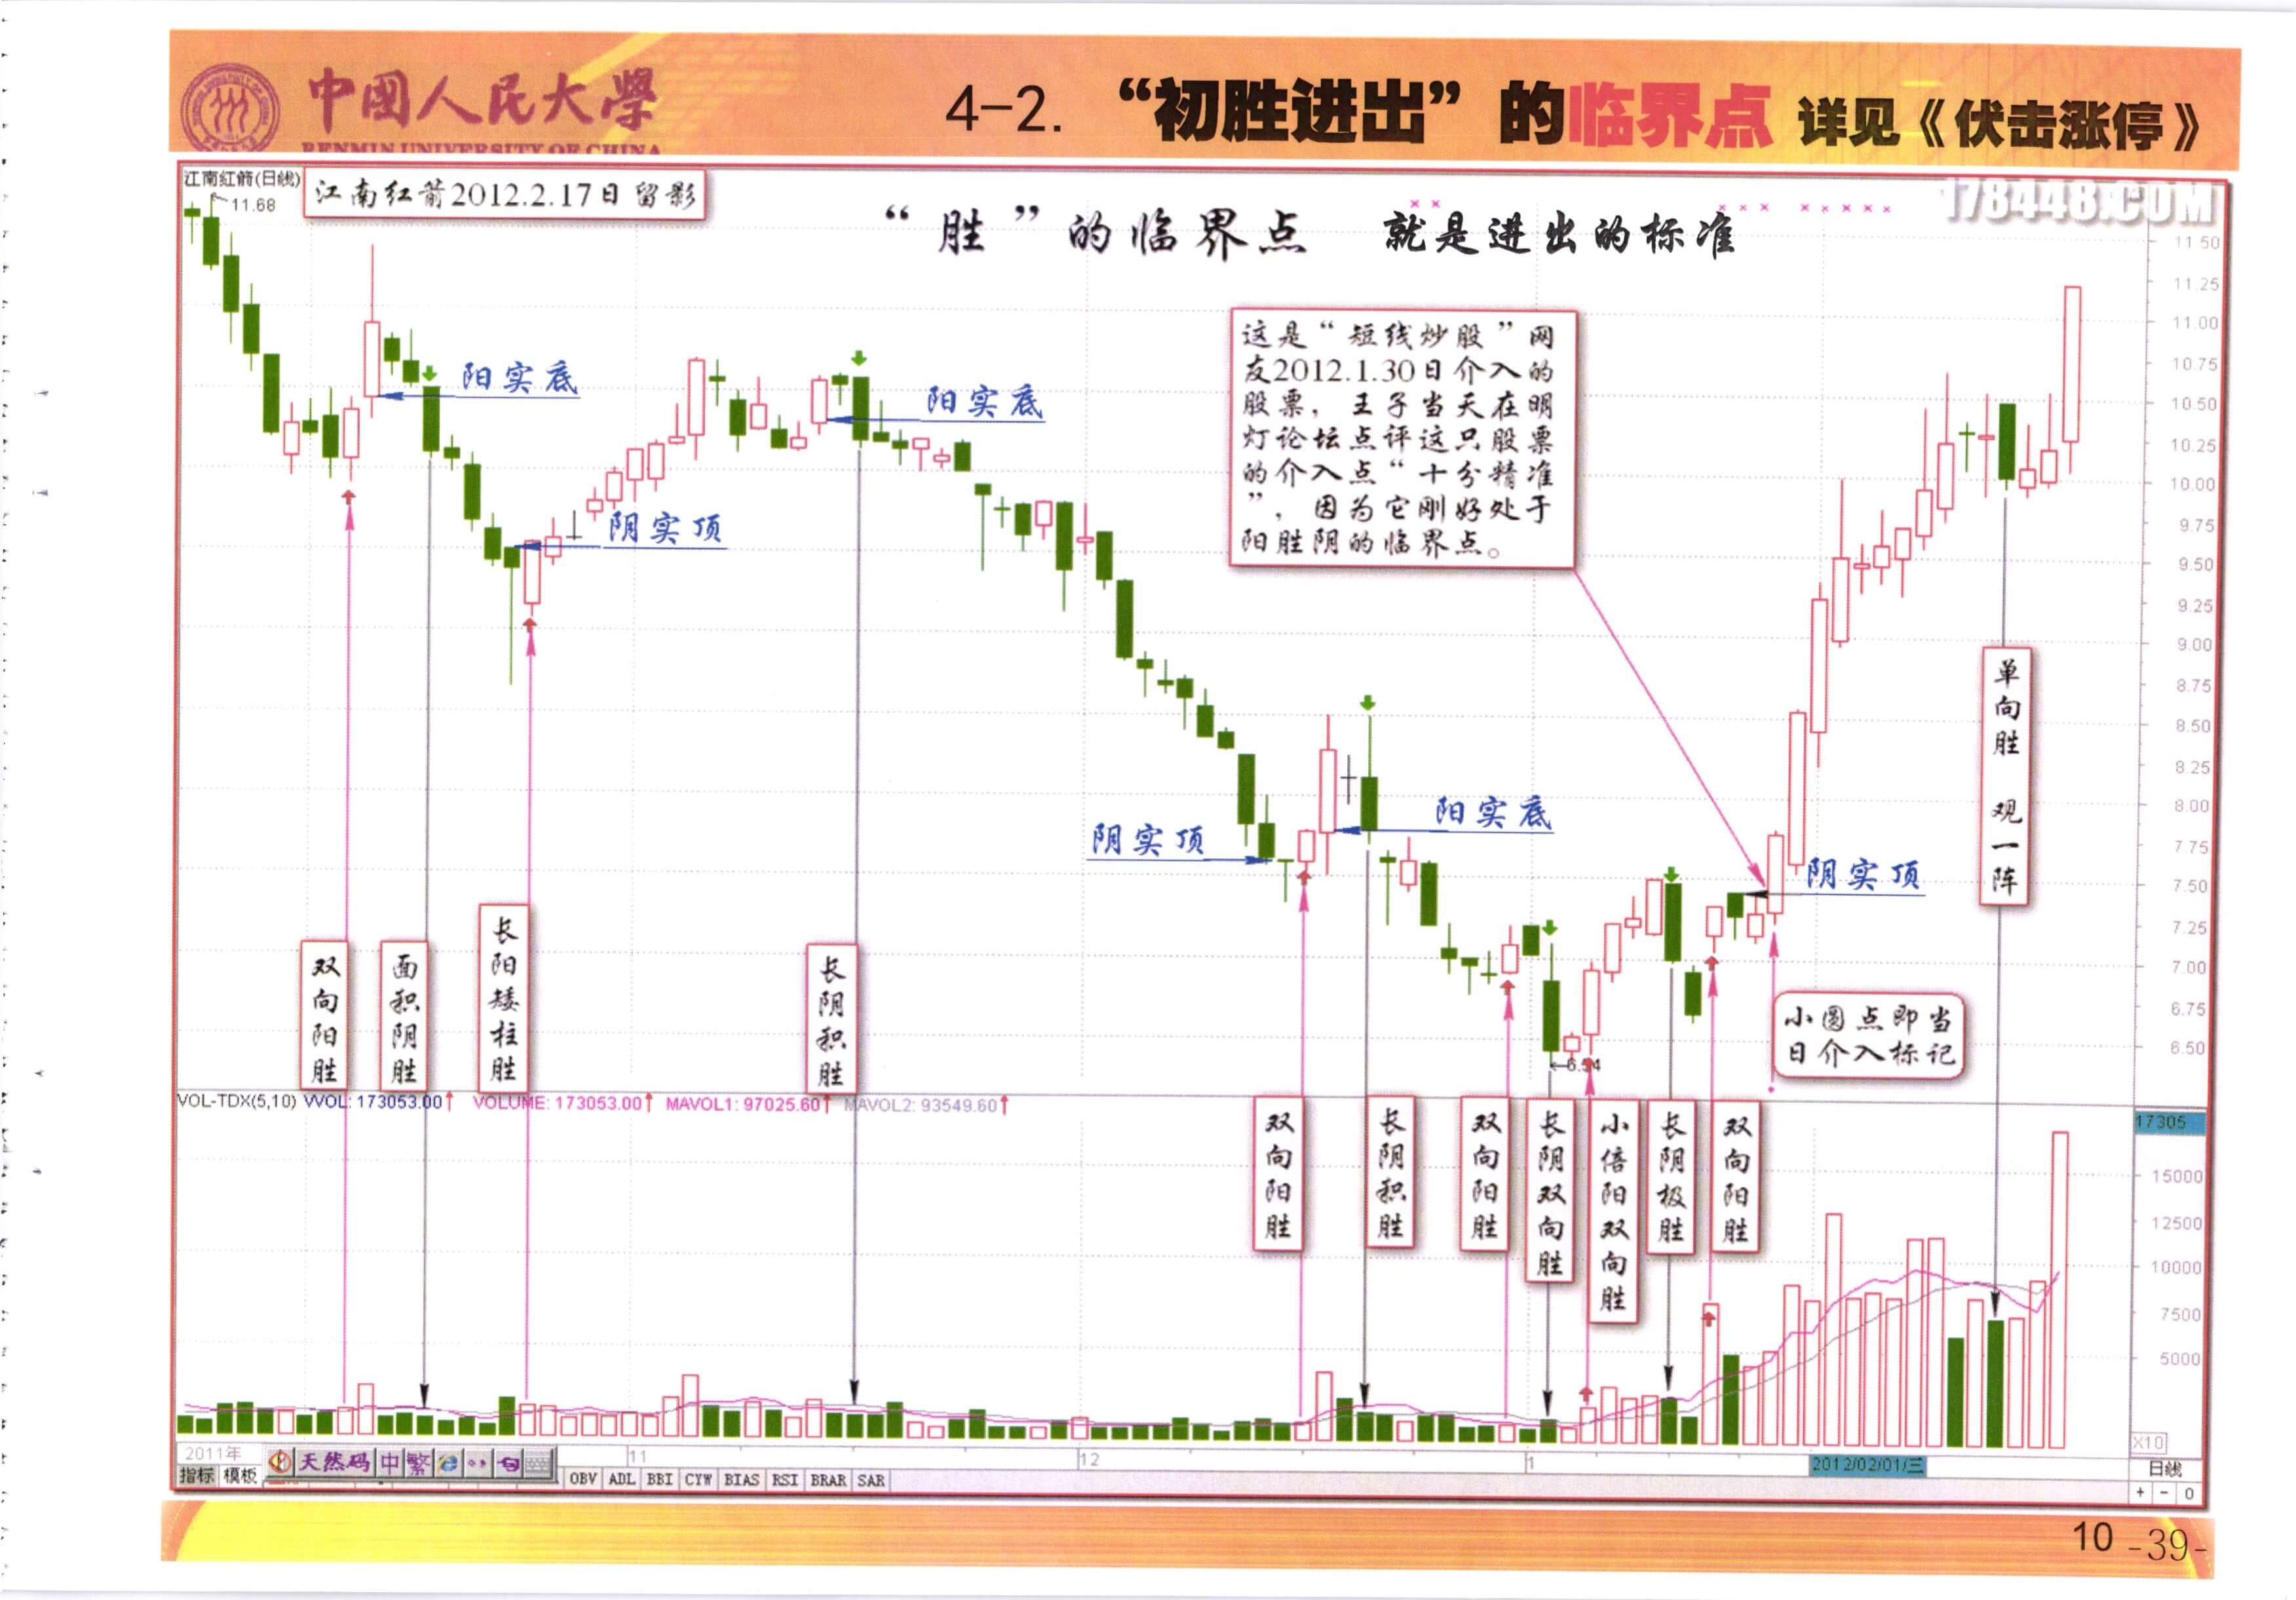 中國人民大學
RENMIN UNIVERSITY OF CHINA
4-2. “初胜进出”的临界点 详见《伏击涨停》
江南红箭(日线)
11.68
江南红箭2012.2.17日留影
“胜”的临界点 就是进出的标准
178448.COM
这是“短线炒股”网
友2012.1.30日介入的
股票，王子当天在明
灯论坛点评这只股票
的介入点“十分精准
”，因为它刚好处于
阳胜阴的临界点。
阳实底
阴实顶
阳实底
阴实顶
阳实底
阴实顶
11.50
11.25
11.00
10.75
10.50
10.25
10.00
9.75
9.50
9.25
9.00
8.75
8.50
8.25
8.00
7.75
7.50
7.25
7.00
6.75
6.50
单向胜 观一阵
双向阳胜
面积阴胜
长阳矮柱胜
长阴积胜
小圆点即当
日介入标记
VOL-TDX(5,10) VVOL: 173053.00↑ VOLUME: 173053.00↑ MAVOL1: 97025.60↑ MAVOL2: 93549.60↑
双向阳胜
长阴积胜
双向阳胜
长阴双向胜
小倍阳双向胜
长阴极胜
双向阳胜
17305
15000
12500
10000
7500
5000
X10
2011年
11
12
1
2012/02/01/三
日线
天然码 中 繁
指标 模板
OBV ADL BBI CYW BIAS RSI BRAR SAR
+ - 0
10 -39-